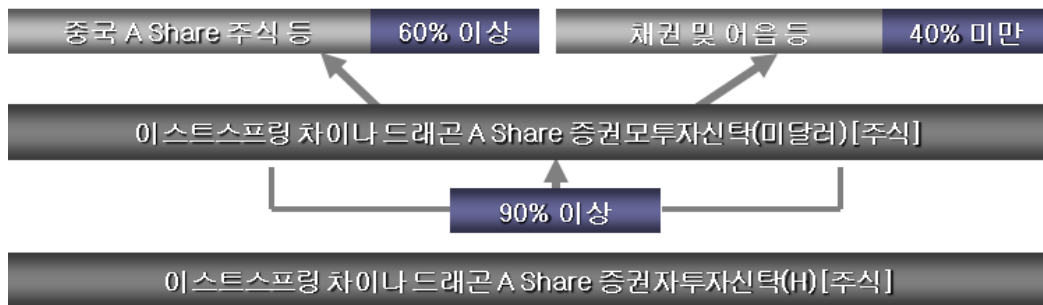 중국 A Share 주식 등 60% 이상 채권 및 어음 등 40% 미만
이스트스프링 차이나 드래곤 A Share 증권모투자신탁(미달러)[주식]
90% 이상
이스트스프링 차이나 드래곤 A Share 증권자투자신탁(H)[주식]